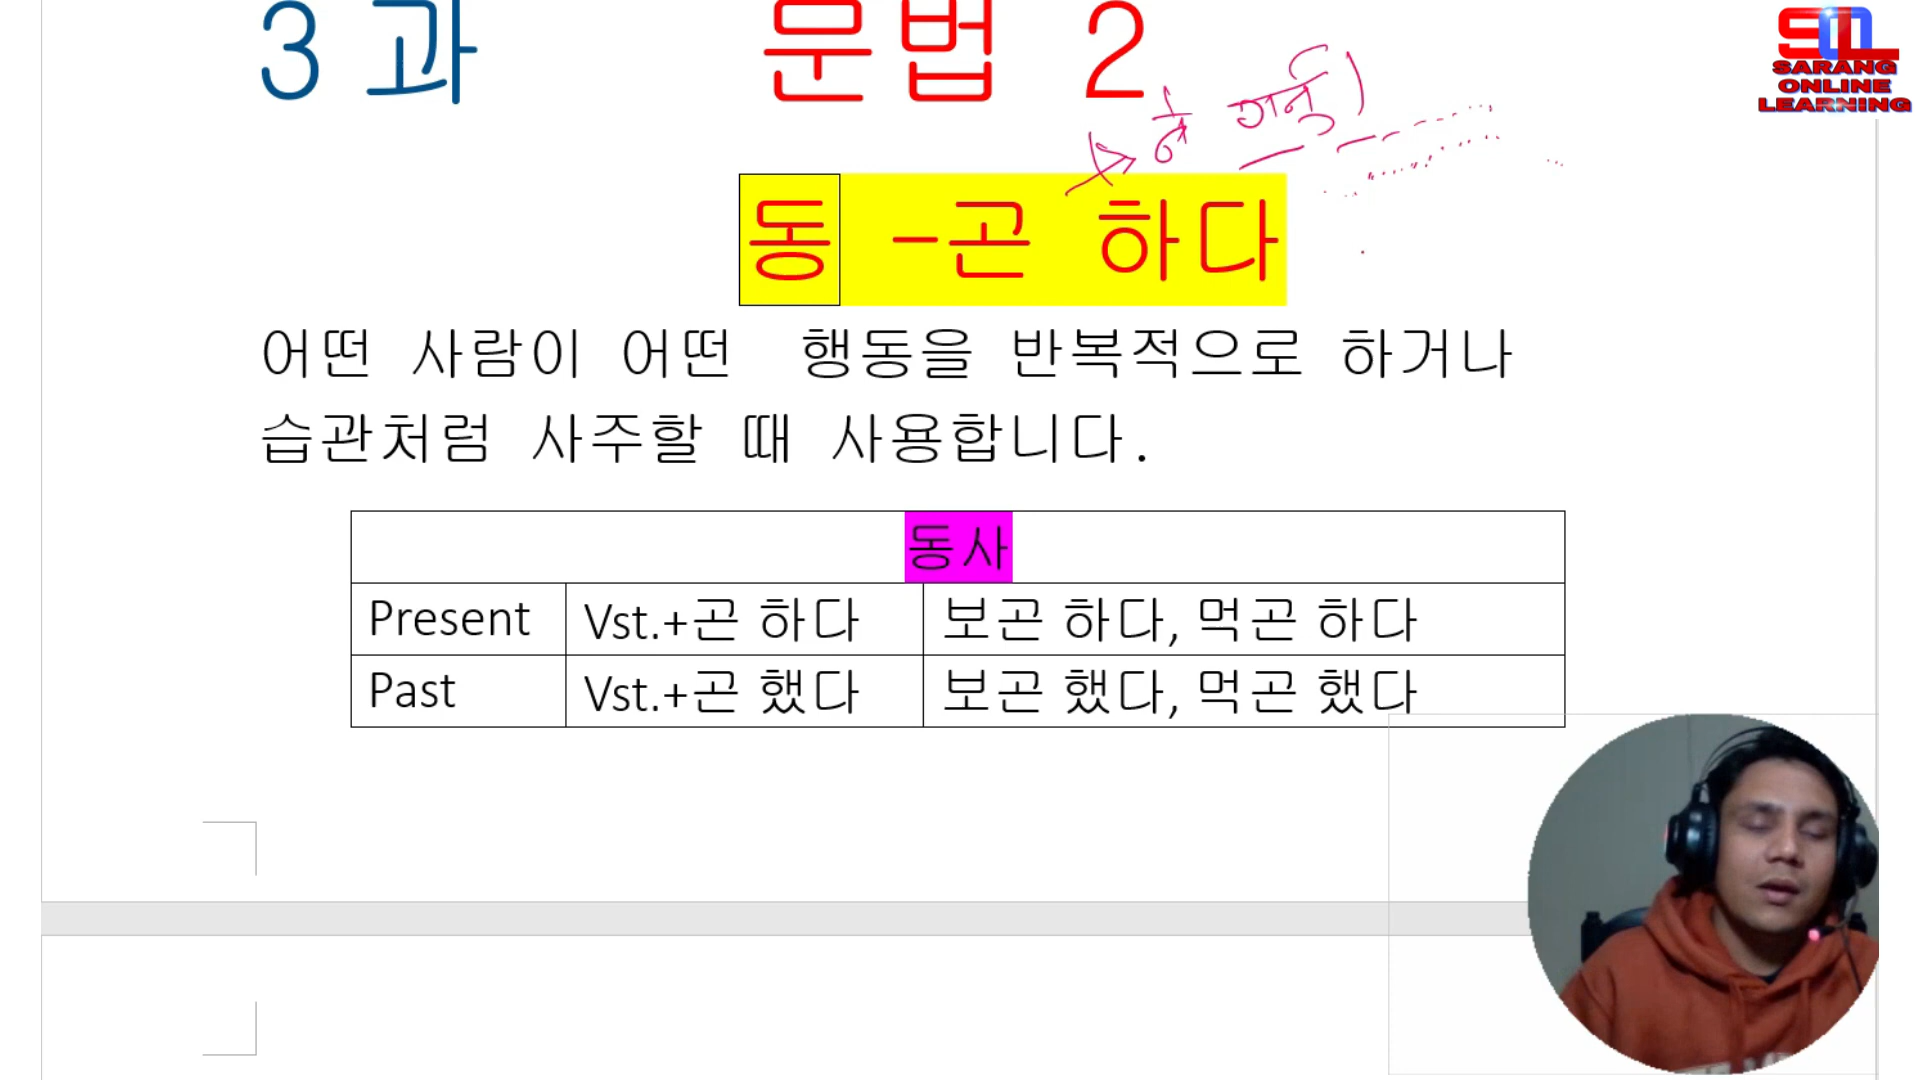 3과 문법 2
SOL
SARANG
ONLINE
LEARNING
동 -곤 하다
어떤 사람이 어떤 행동을 반복적으로 하거나
습관처럼 사주할 때 사용합니다.
동사
Present Vst.+곤 하다 보곤 하다, 먹곤 하다
Past Vst.+곤 했다 보곤 했다, 먹곤 했다